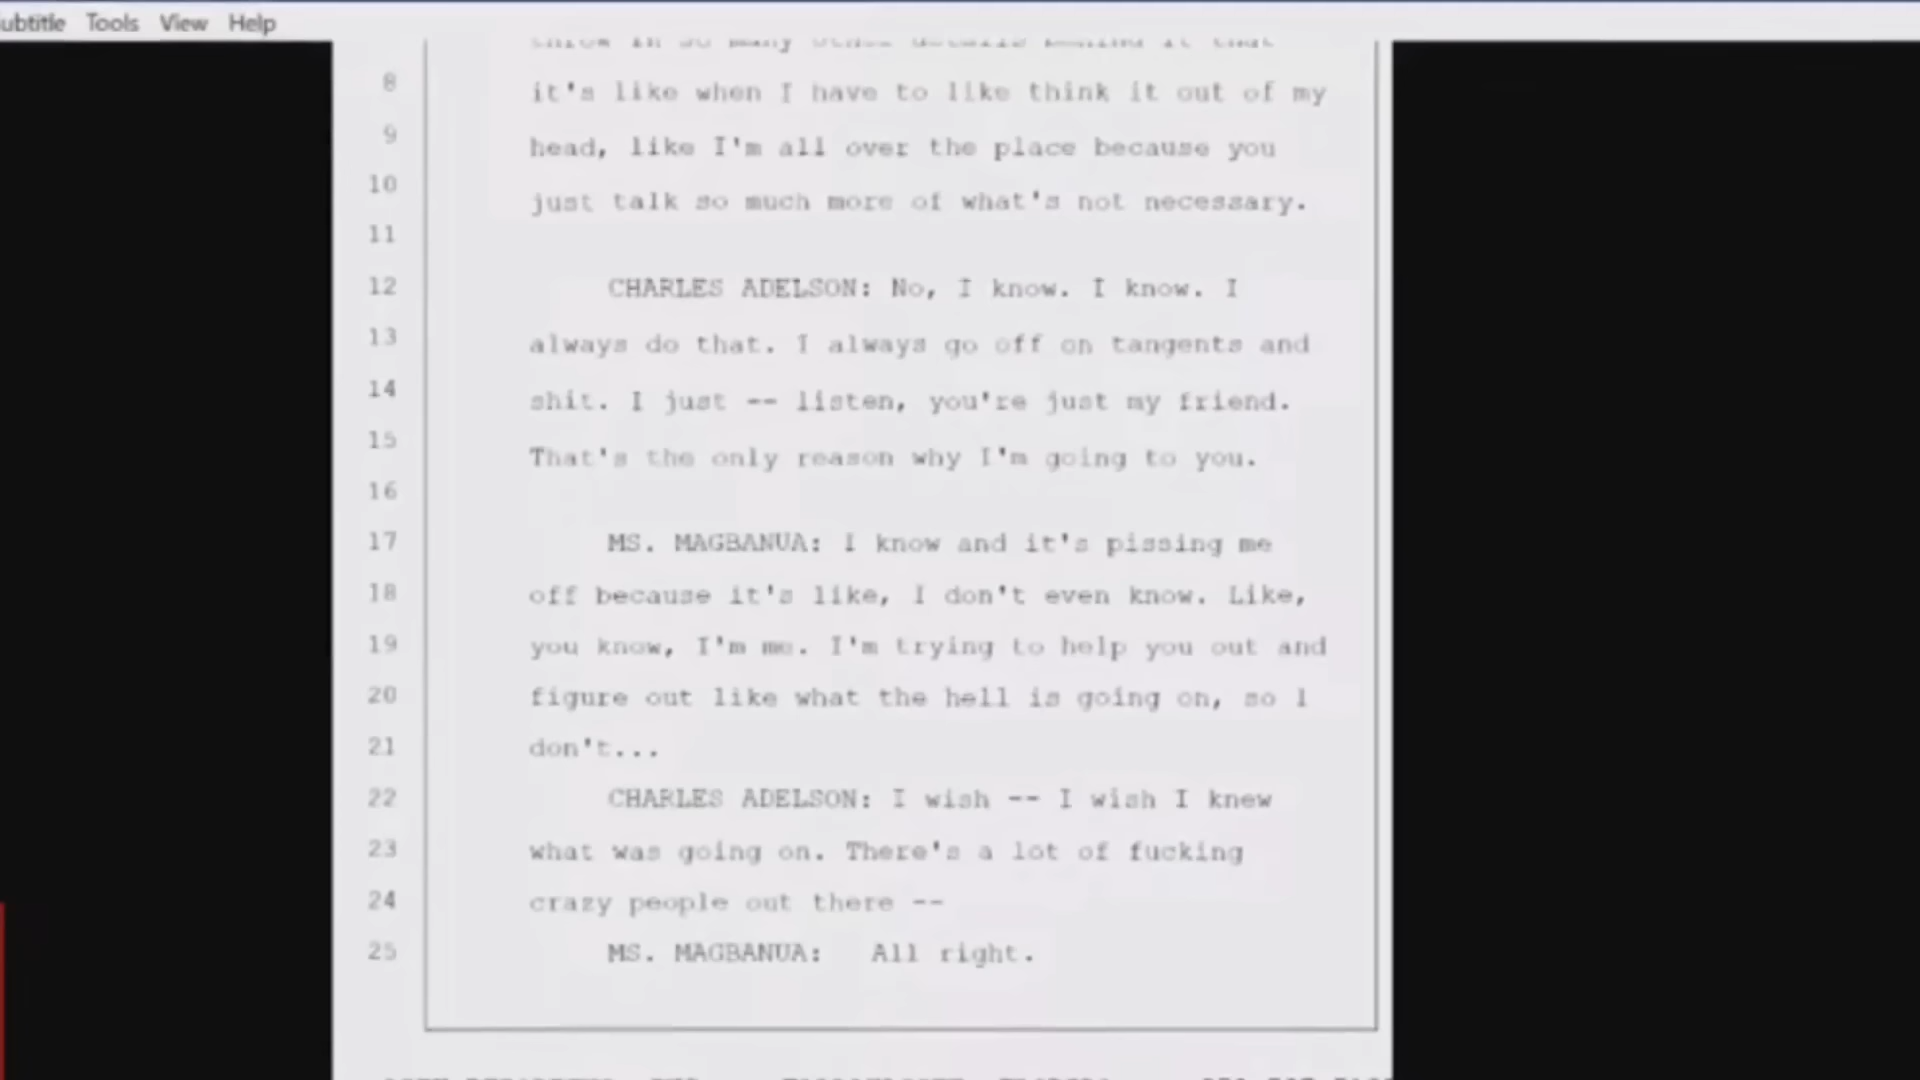 Tools View Help
8
it's like when I have to like think it out of my
9
head, like I'm all over the place because you
10
just talk so much more of what's not necessary.
11
12
CHARLES ADELSON: No, I know. I know. I
13
always do that. I always go off on tangents and
14
shit. I just -- listen, you're just my friend.
15
That's the only reason why I'm going to you.
16
17
MS. MAGBANUA: I know and it's pissing me
18
off because it's like, I don't even know. Like,
19
you know, I'm me. I'm trying to help you out and
20
figure out like what the hell is going on, so I
21
don't...
22
CHARLES ADELSON: I wish -- I wish I knew
23
what was going on. There's a lot of fucking
24
crazy people out there --
25
MS. MAGBANUA: All right.